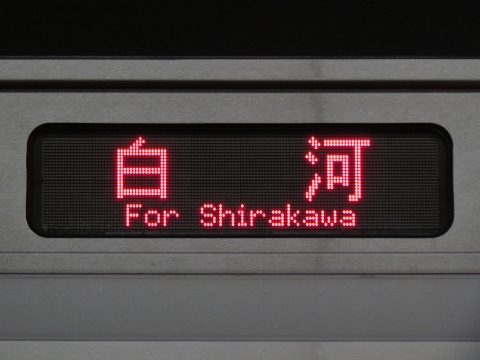 白河
For Shirakawa